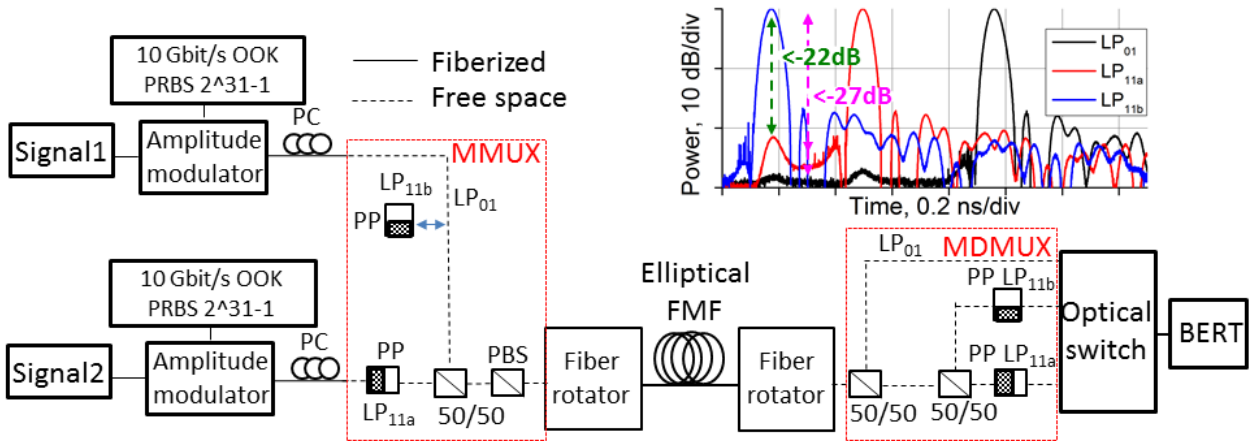 10 Gbit/s OOK
PRBS 2^31-1
Signal1
Amplitude
modulator
PC
Fiberized
Free space
MMUX
LP11b
PP
LP01
10 Gbit/s OOK
PRBS 2^31-1
Signal2
Amplitude
modulator
PC
PP
LP11a
50/50
PBS
Fiber
rotator
Elliptical
FMF
Fiber
rotator
Power, 10 dB/div
Time, 0.2 ns/div
<-22dB
<-27dB
LP01
LP11a
LP11b
LP01
MDMUX
PP LP11b
PP LP11a
50/50
50/50
Optical
switch
BERT